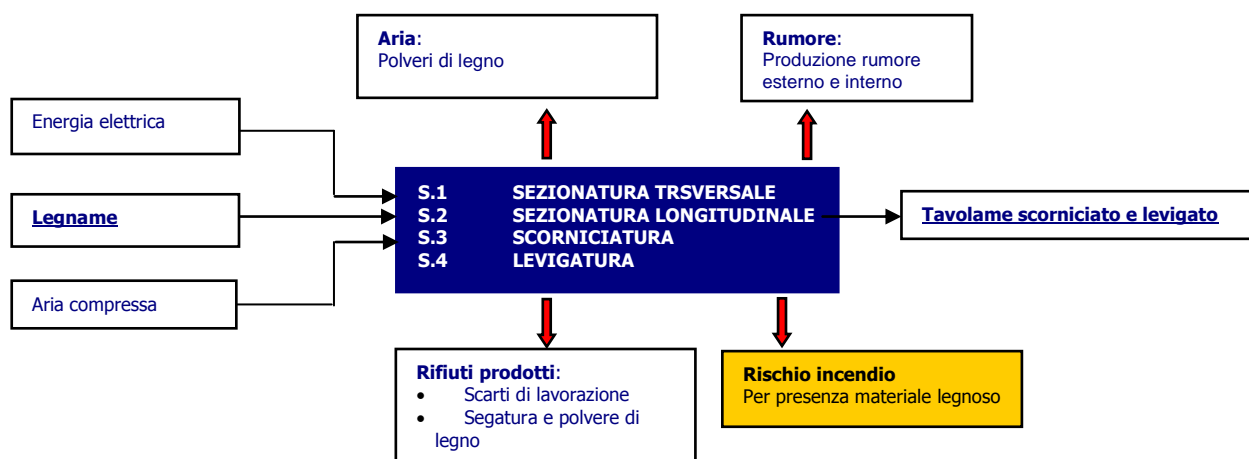 Aria:
Polveri di legno
Rumore:
Produzione rumore
esterno e interno
Energia elettrica
Legname
Aria compressa
S.1 SEZIONATURA TRSVERSALE
S.2 SEZIONATURA LONGITUDINALE
S.3 SCORNICIATURA
S.4 LEVIGATURA
Tavolame scorniciato e levigato
Rifiuti prodotti:
• Scarti di lavorazione
• Segatura e polvere di
legno
Rischio incendio
Per presenza materiale legnoso